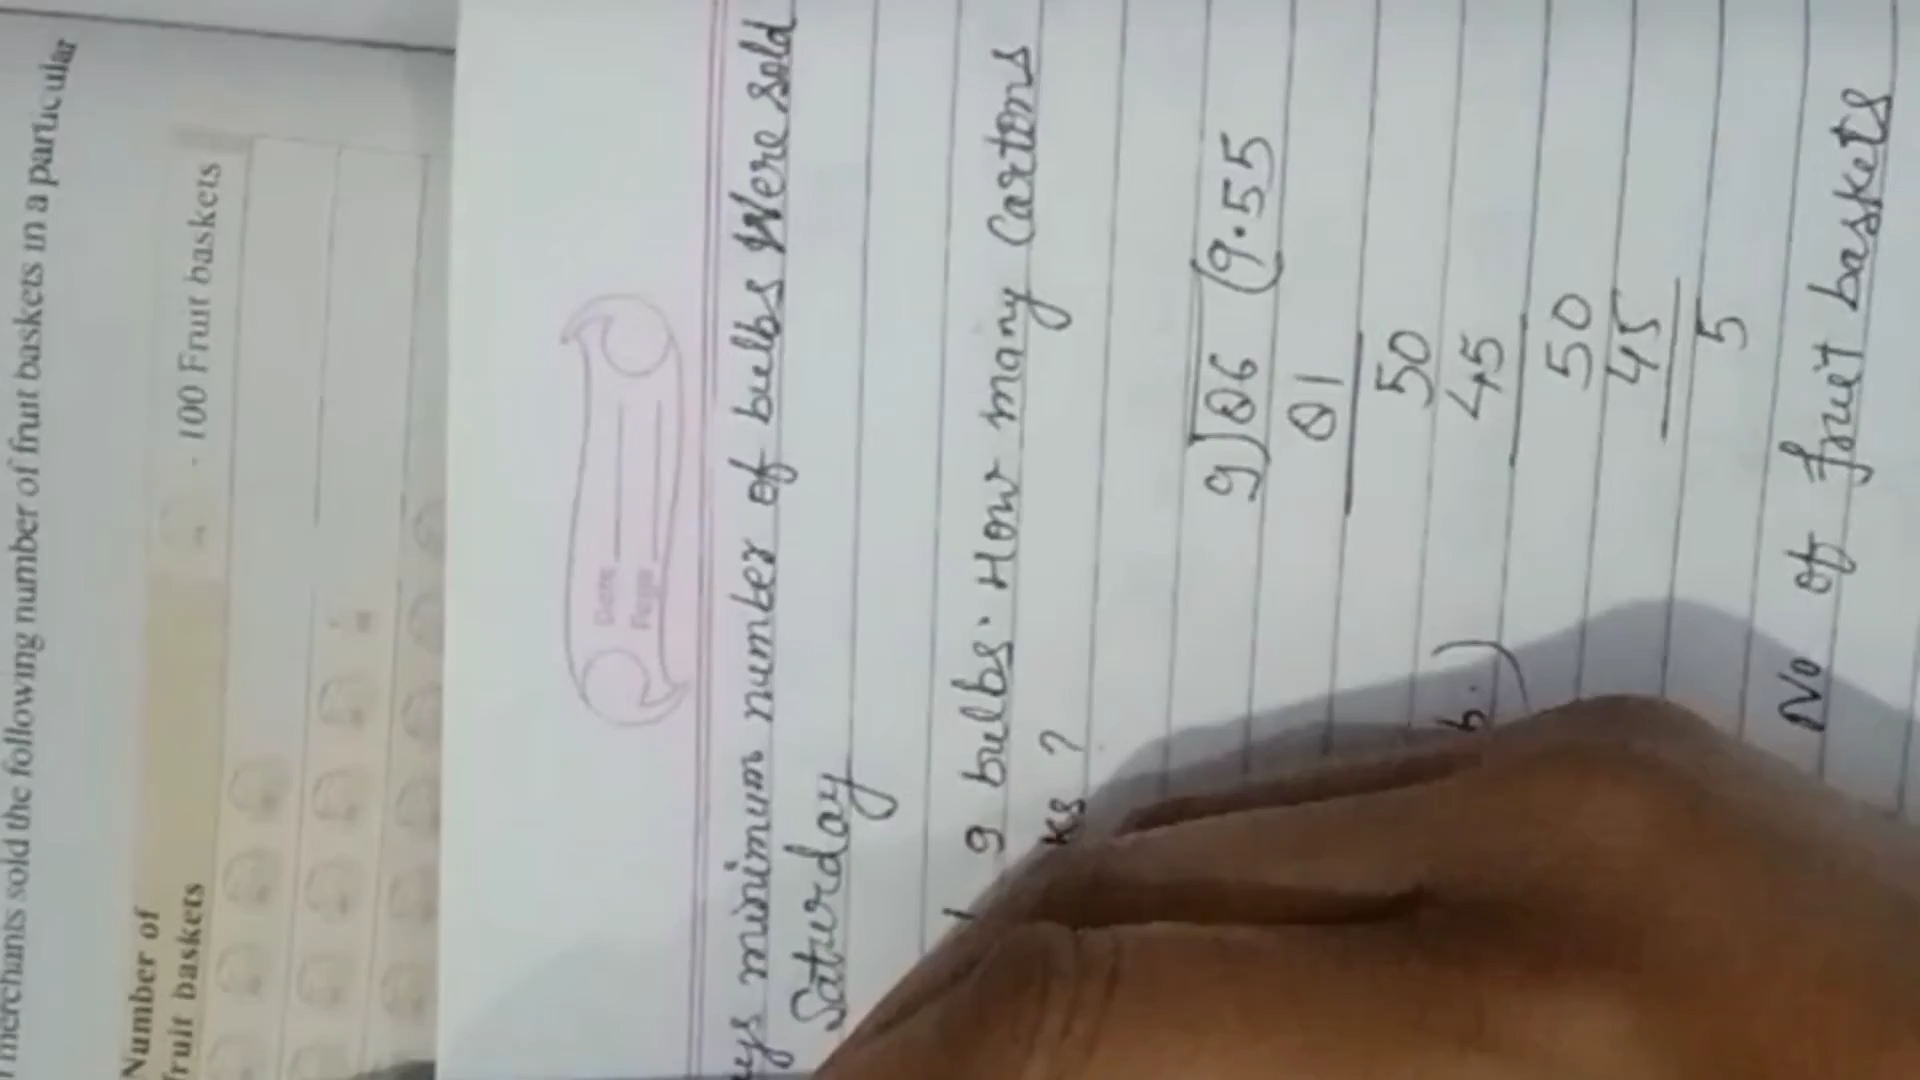 merchants sold the following number of fruit baskets in a particular
Number of
fruit baskets
- 100 Fruit baskets
Date
Page
minimum number of bulbs Were sold
Saturday
9 bulbs. How many Cartons
?
9)86 (9.55
81
50
45
50
45
5
b.)
No of fruit baskets